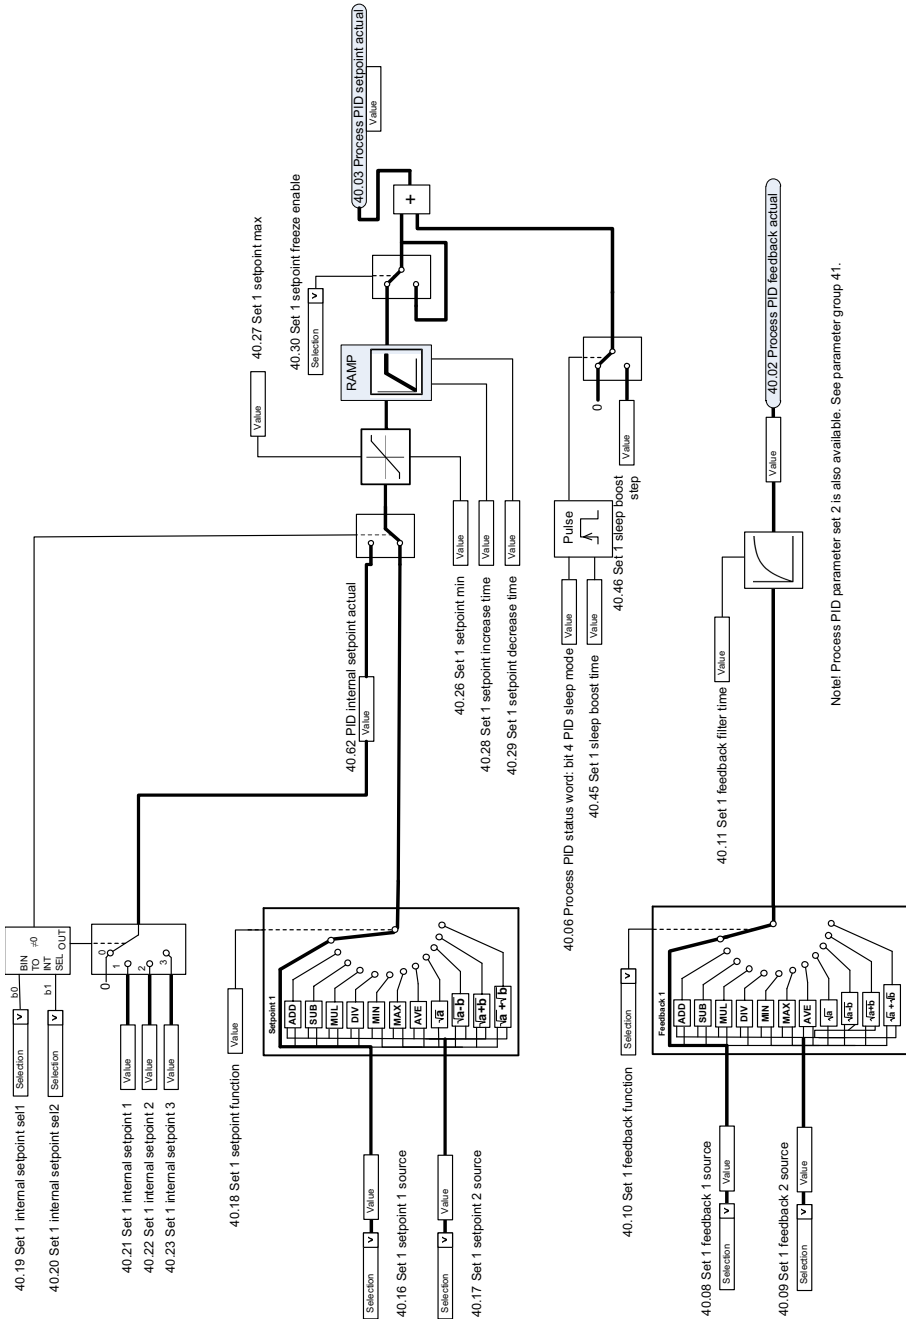 40.19 Set 1 internal setpoint sel1
Selection
v
b0
40.20 Set 1 internal setpoint sel2
Selection
v
b1
BIN
TO
INT
SEL
≠0
OUT
40.21 Set 1 internal setpoint 1
Value
40.22 Set 1 internal setpoint 2
Value
40.23 Set 1 internal setpoint 3
Value
0
0
1
2
3
40.62 PID internal setpoint actual
Value
40.18 Set 1 setpoint function
Value
Setpoint 1
ADD
SUB
MUL
DIV
MIN
MAX
AVE
√a
√a-b
√a+b
√a +√b
40.16 Set 1 setpoint 1 source
Selection
v
Value
40.17 Set 1 setpoint 2 source
Selection
v
Value
40.27 Set 1 setpoint max
Value
40.30 Set 1 setpoint freeze enable
Selection
v
RAMP
40.26 Set 1 setpoint min
Value
40.28 Set 1 setpoint increase time
Value
40.29 Set 1 setpoint decrease time
Value
+
40.03 Process PID setpoint actual
Value
40.06 Process PID status word: bit 4 PID sleep mode
Value
40.45 Set 1 sleep boost time
Value
Pulse
0
40.46 Set 1 sleep boost
step
Value
40.10 Set 1 feedback function
Selection
v
Feedback 1
ADD
SUB
MUL
DIV
MIN
MAX
AVE
√a
√a-b
√a+b
√a +√b
40.08 Set 1 feedback 1 source
Selection
v
Value
40.09 Set 1 feedback 2 source
Selection
v
Value
40.11 Set 1 feedback filter time
Value
Value
40.02 Process PID feedback actual
Note! Process PID parameter set 2 is also available. See parameter group 41.